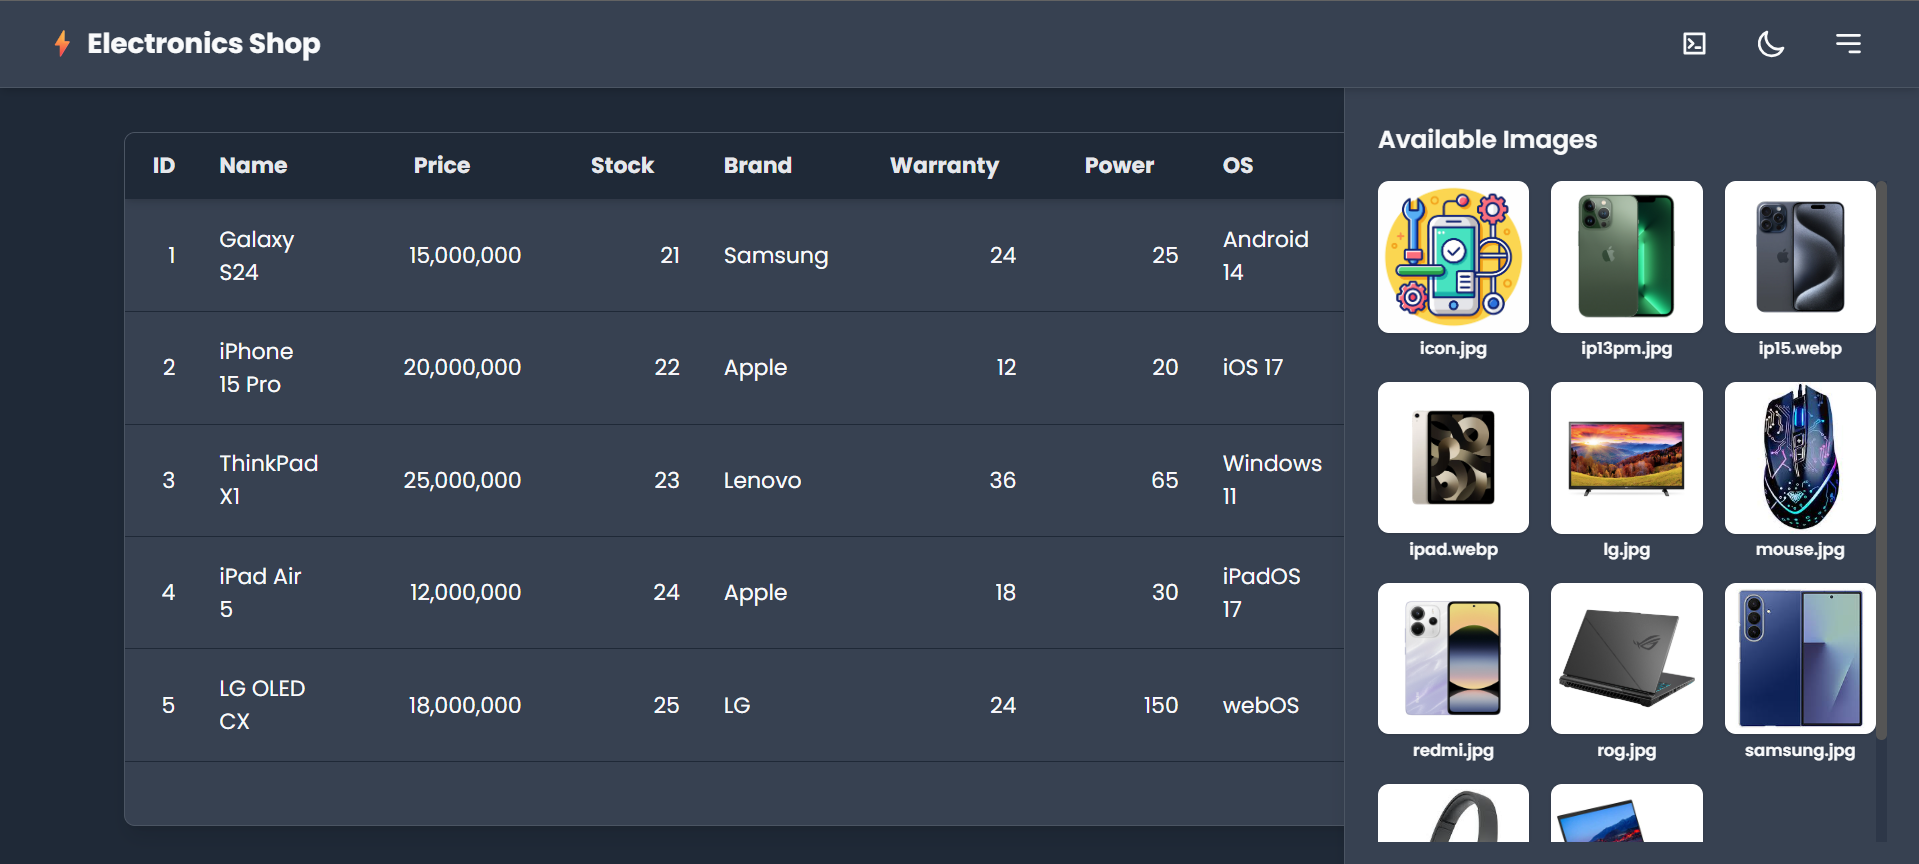 Electronics Shop
ID Name Price Stock Brand Warranty Power OS
1 Galaxy S24 15,000,000 21 Samsung 24 25 Android 14
2 iPhone 15 Pro 20,000,000 22 Apple 12 20 iOS 17
3 ThinkPad X1 25,000,000 23 Lenovo 36 65 Windows 11
4 iPad Air 5 12,000,000 24 Apple 18 30 iPadOS 17
5 LG OLED CX 18,000,000 25 LG 24 150 webOS
Available Images
icon.jpg ip13pm.jpg ip15.webp
ipad.webp lg.jpg mouse.jpg
redmi.jpg rog.jpg samsung.jpg